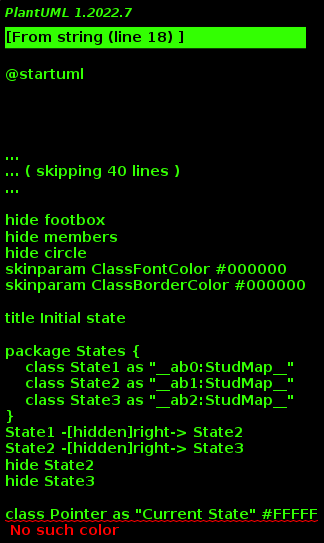 PlantUML 1.2022.7
[From string (line 18) ]
@startuml
...
... ( skipping 40 lines )
...
hide footbox
hide members
hide circle
skinparam ClassFontColor #000000
skinparam ClassBorderColor #000000
title Initial state
package States {
class State1 as "__ab0:StudMap__"
class State2 as "__ab1:StudMap__"
class State3 as "__ab2:StudMap__"
}
State1 -[hidden]right-> State2
State2 -[hidden]right-> State3
hide State2
hide State3
class Pointer as "Current State" #FFFFF
No such color